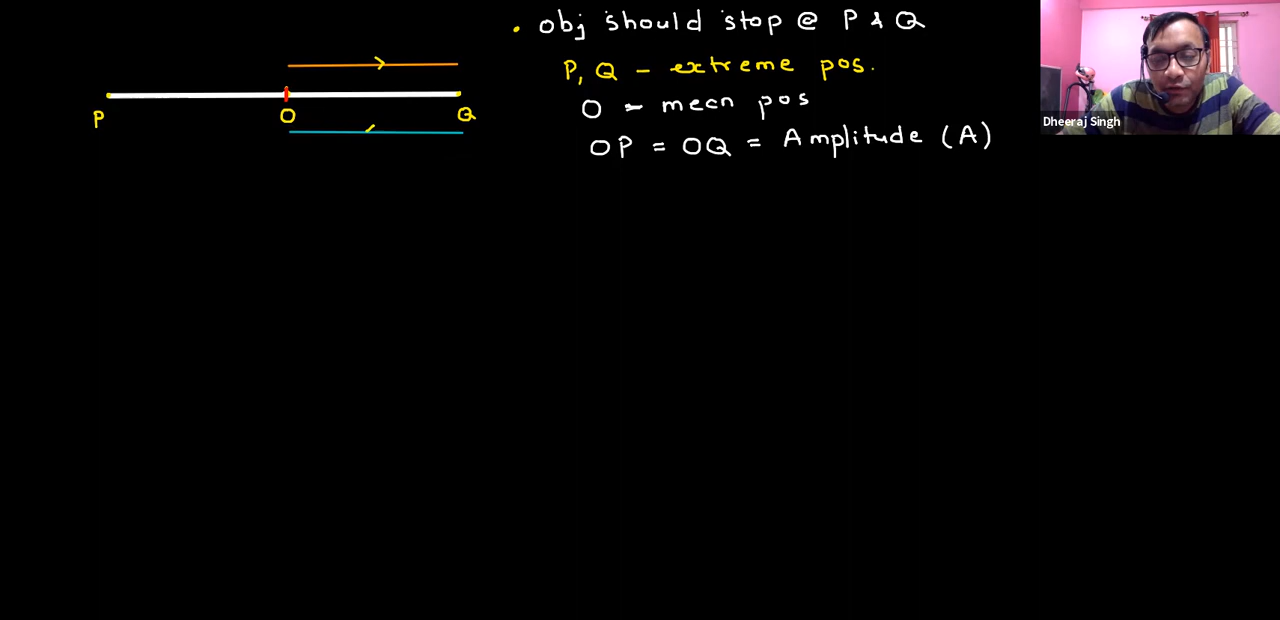 • obj should stop @ P & Q
P, Q - extreme pos.
O - mean pos
OP = OQ = Amplitude (A)
P O Q
Dheeraj Singh